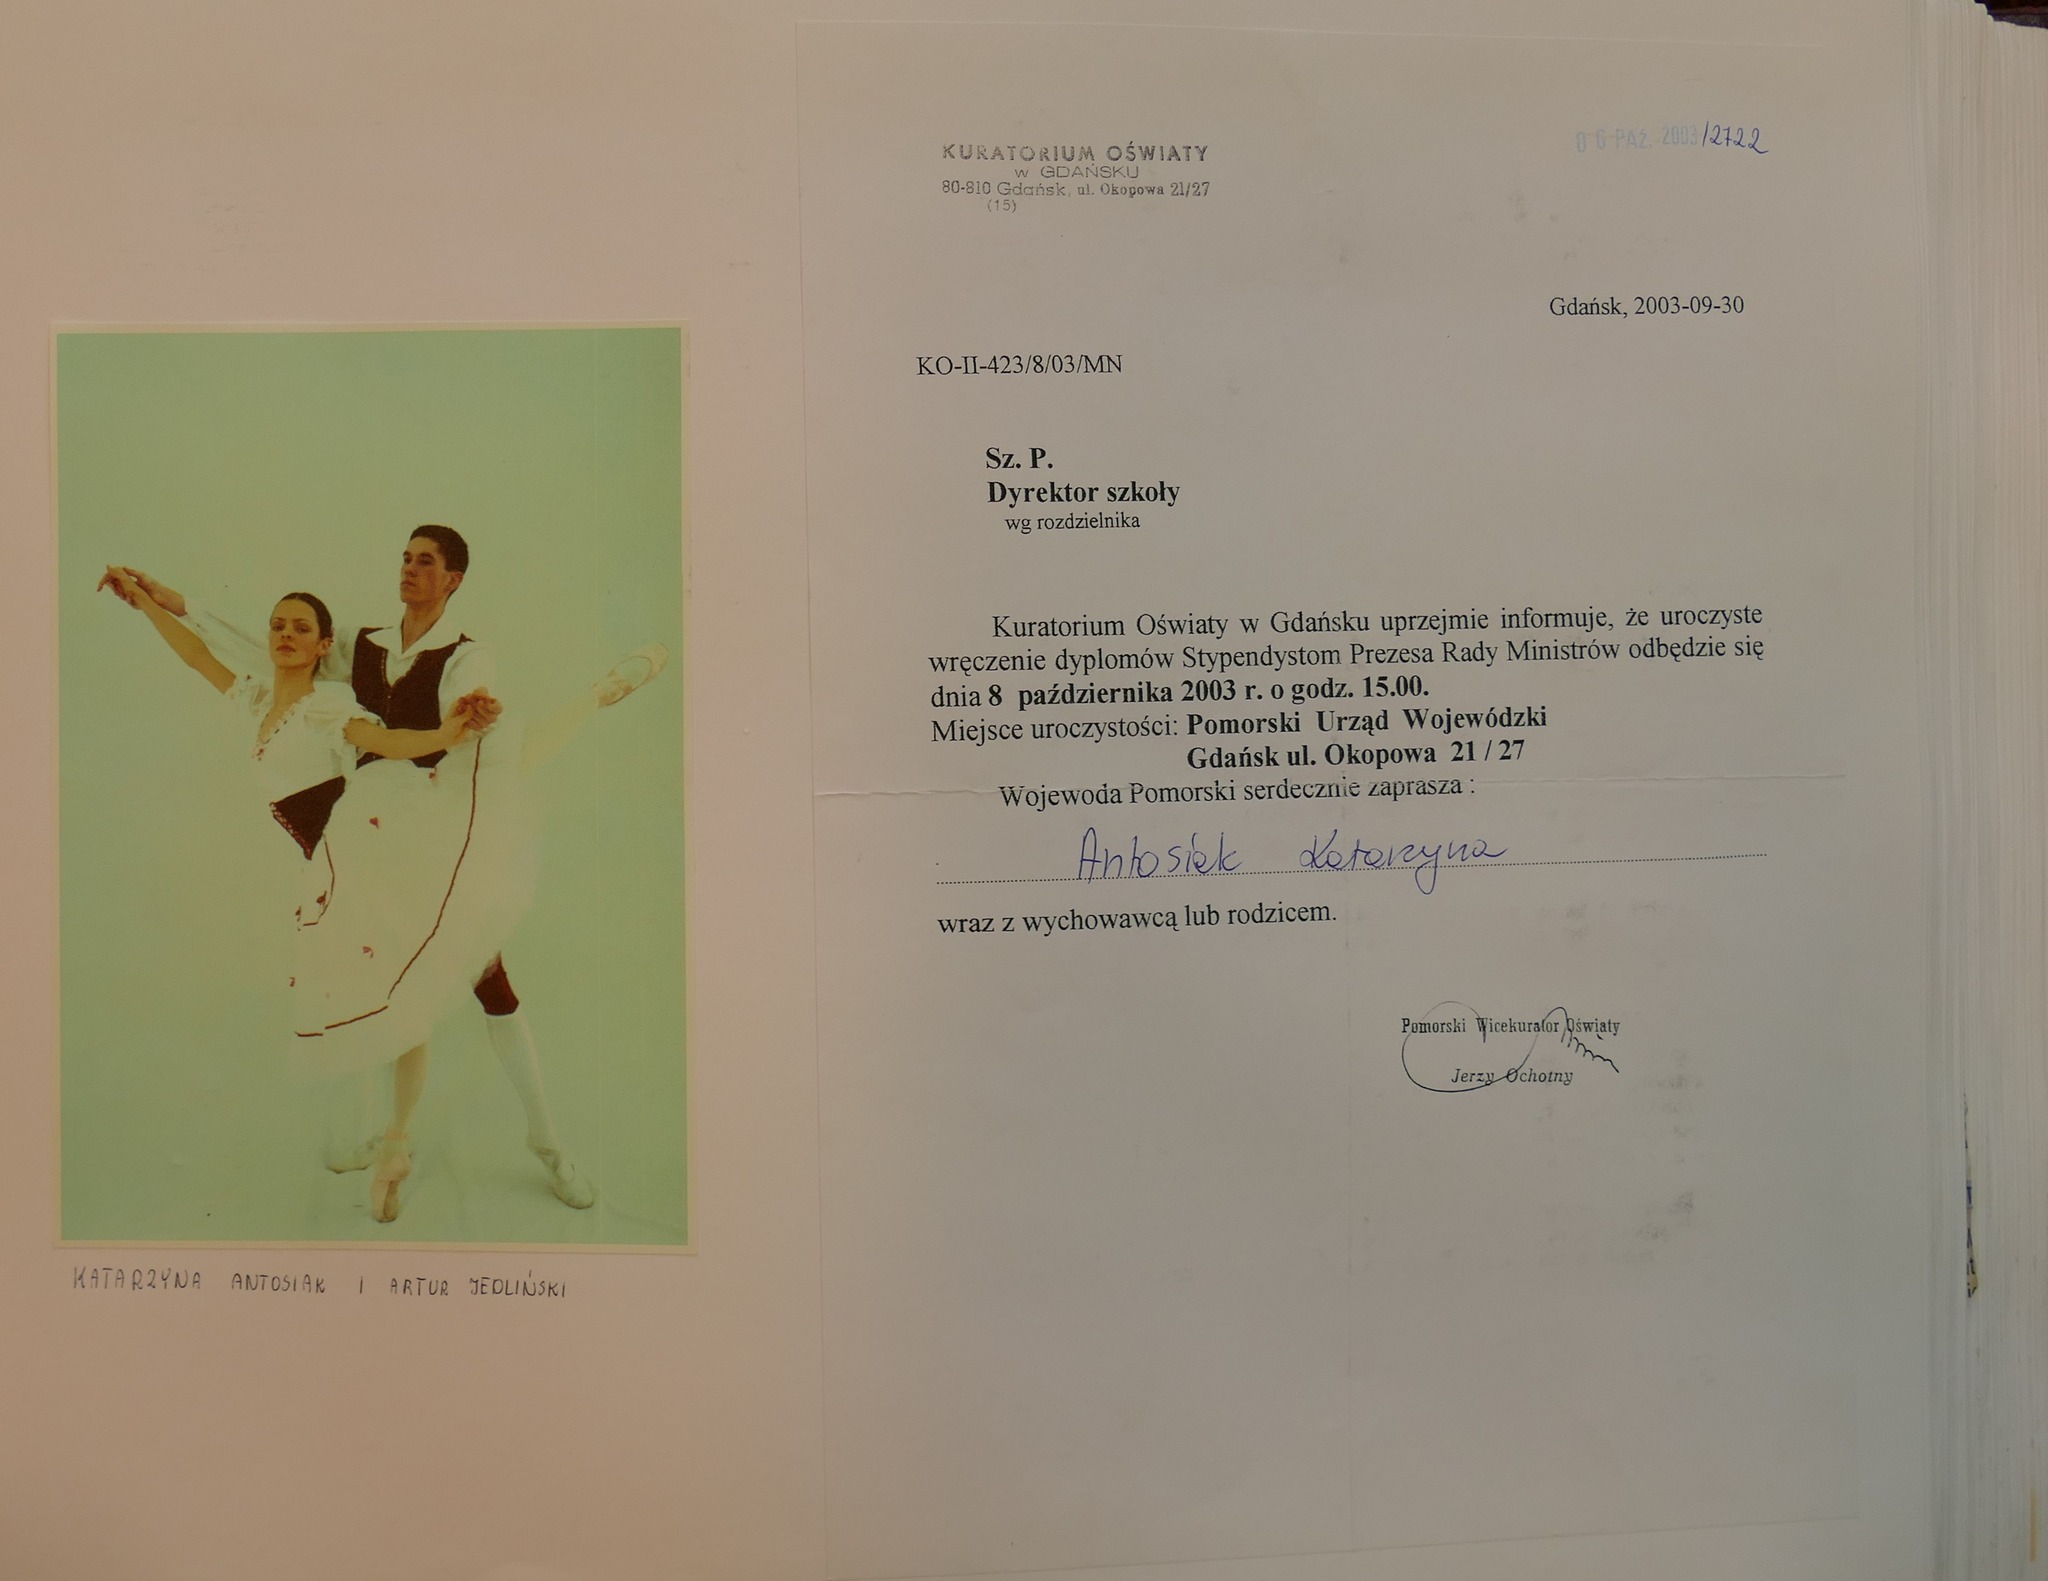 KATARZYNA ANTOSIAK I ARTUR JEDLIŃSKI
KURATORIUM OŚWIATY
w GDAŃSKU
80-810 Gdańsk, ul. Okopowa 21/27
(15)
0 6 PAŹ. 2003/2722
Gdańsk, 2003-09-30
KO-II-423/8/03/MN
Sz. P.
Dyrektor szkoły
wg rozdzielnika
Kuratorium Oświaty w Gdańsku uprzejmie informuje, że uroczyste
wręczenie dyplomów Stypendystom Prezesa Rady Ministrów odbędzie się
dnia 8 października 2003 r. o godz. 15.00.
Miejsce uroczystości: Pomorski Urząd Wojewódzki
Gdańsk ul. Okopowa 21 / 27
Wojewoda Pomorski serdecznie zaprasza :
Antosiak Katarzyna
wraz z wychowawcą lub rodzicem.
Pomorski Wicekurator Oświaty
Jerzy Ochotny